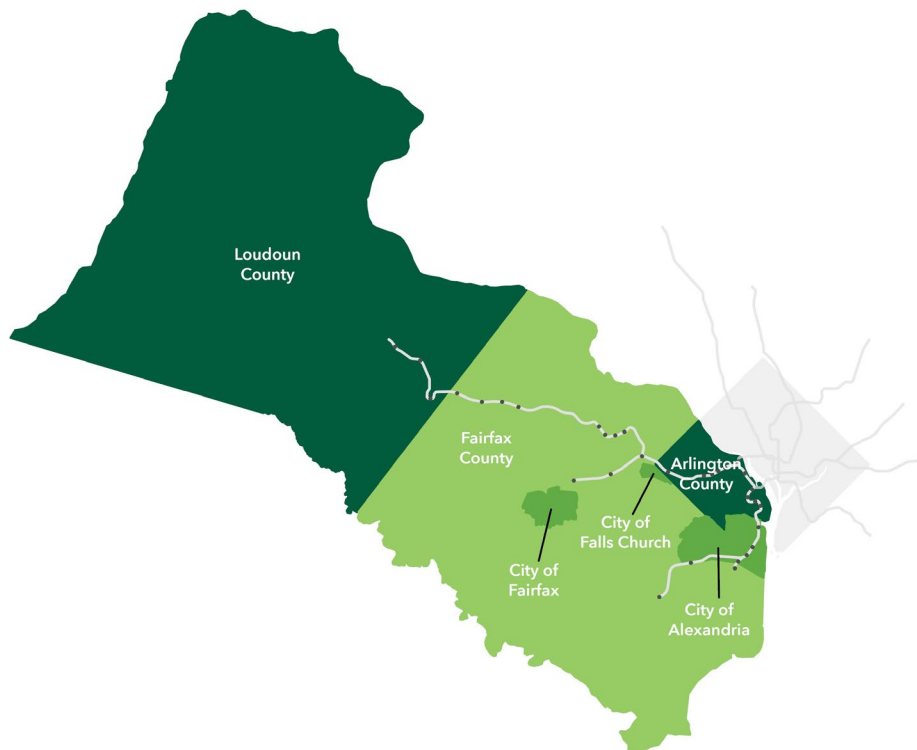 Loudoun
County
Fairfax
County
Arlington
County
City of
Falls Church
City of
Fairfax
City of
Alexandria